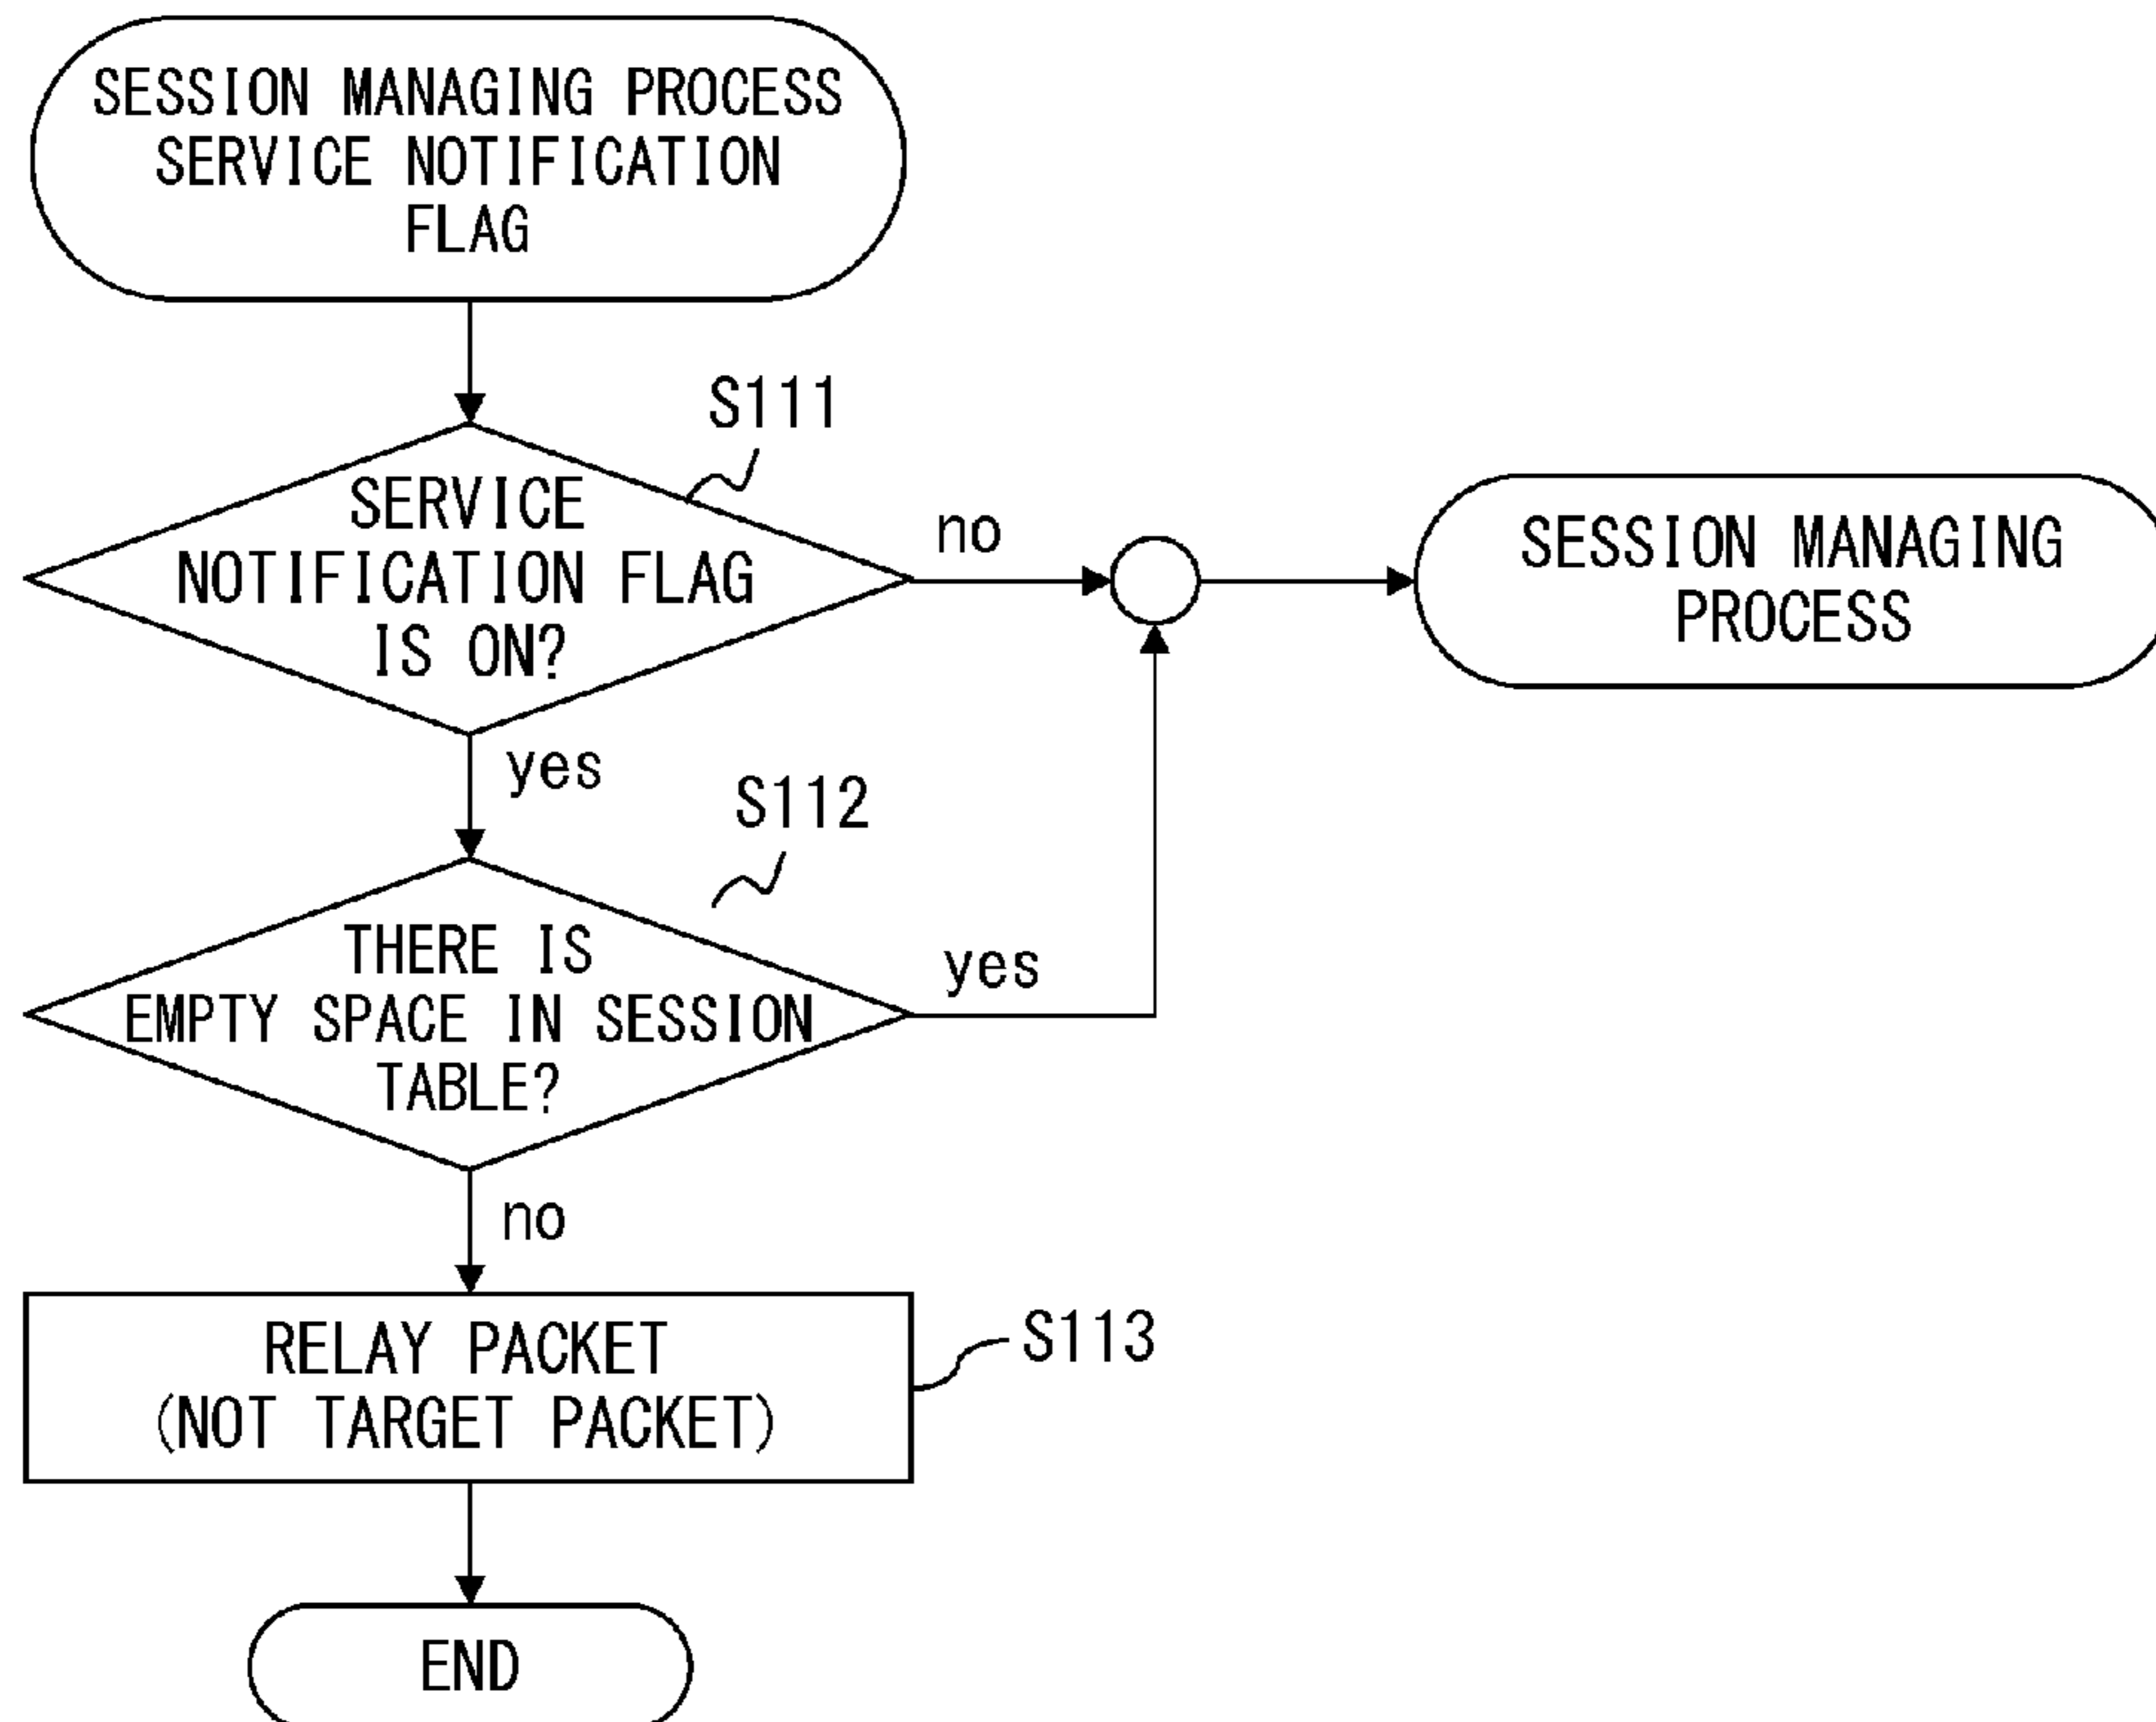 SESSION MANAGING PROCESS
SERVICE NOTIFICATION
FLAG
S111
SERVICE
NOTIFICATION FLAG
IS ON?
no
SESSION MANAGING
PROCESS
yes
S112
THERE IS
EMPTY SPACE IN SESSION
TABLE?
yes
no
RELAY PACKET
(NOT TARGET PACKET)
S113
END